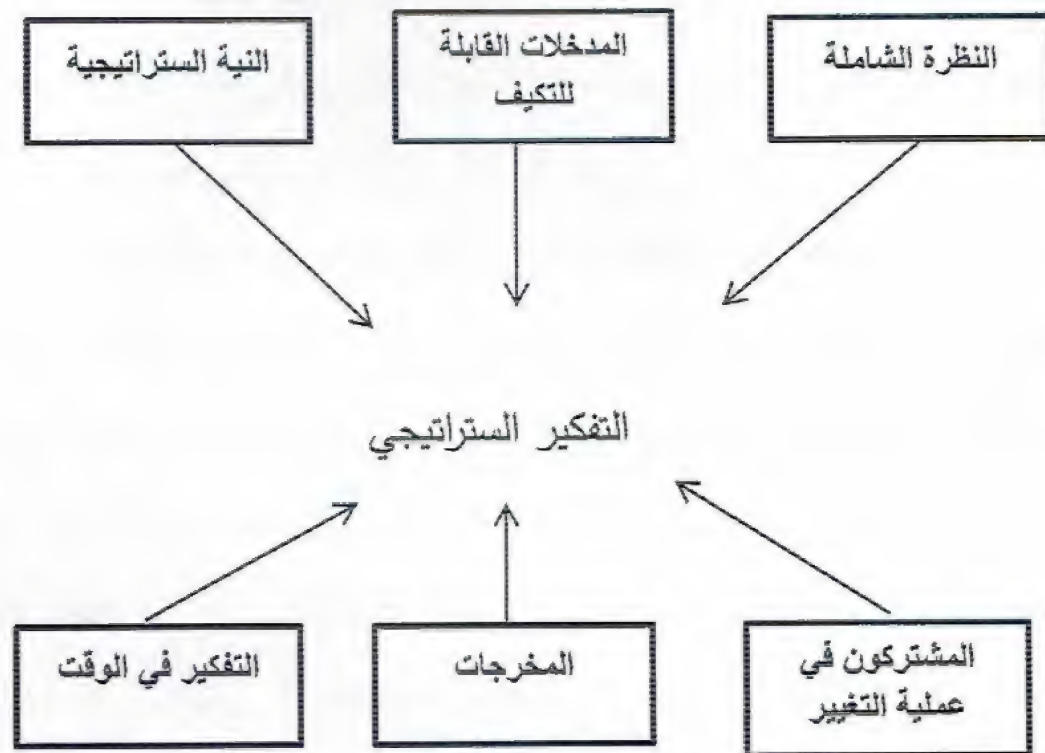 النظرة الشاملة
المدخلات القابلة
للتكيف
النية الستراتيجية
التفكير الستراتيجي
المشتركون في
عملية التغيير
المخرجات
التفكير في الوقت